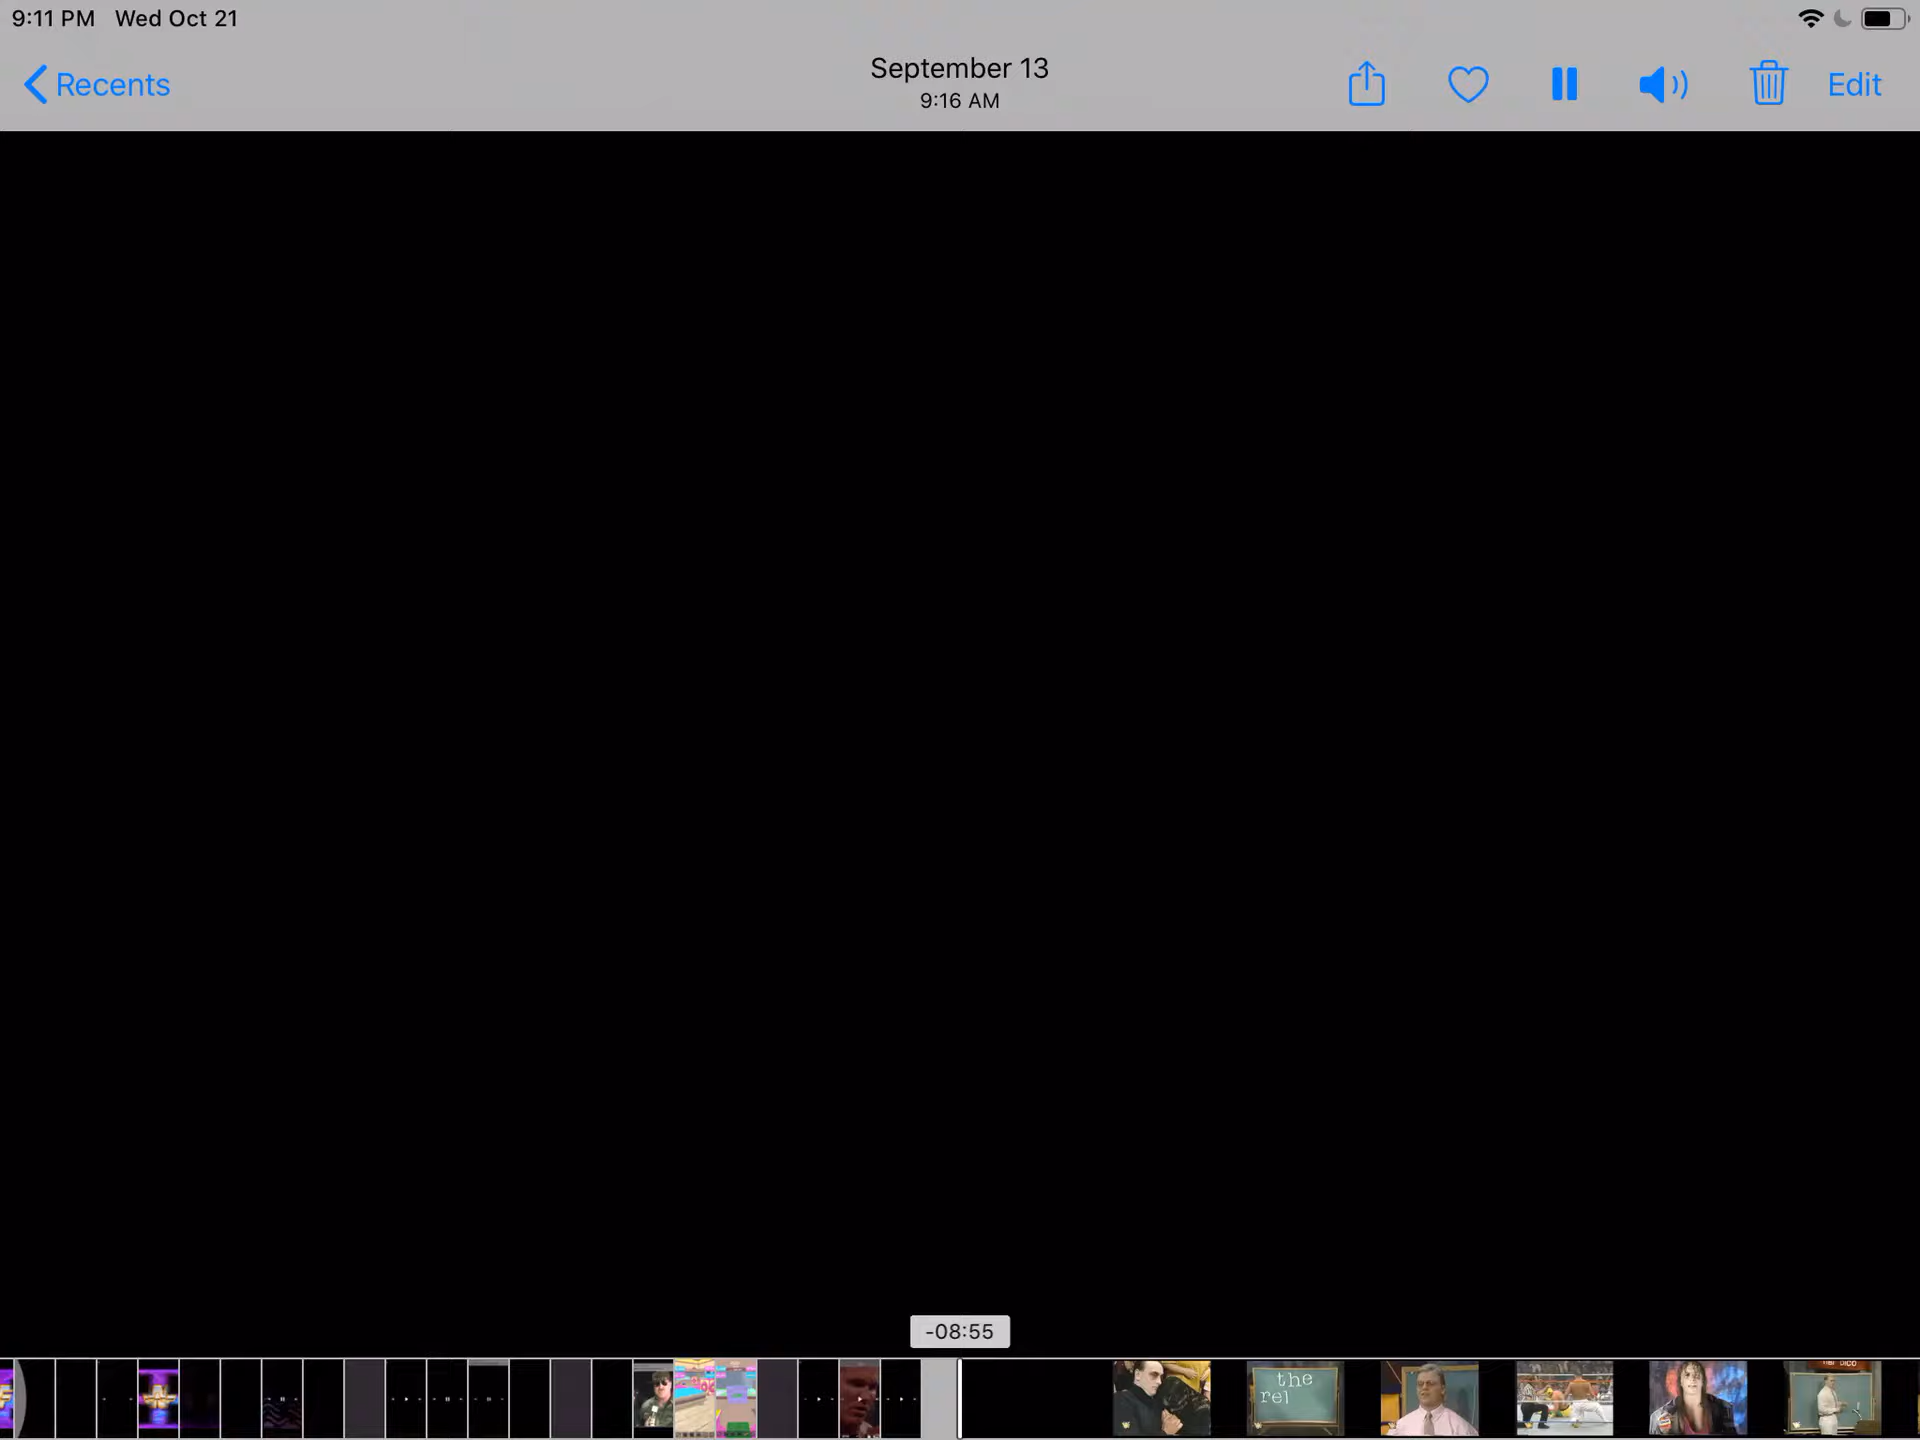 9:11 PM Wed Oct 21
Recents
September 13
9:16 AM
Edit
-08:55
the
rel